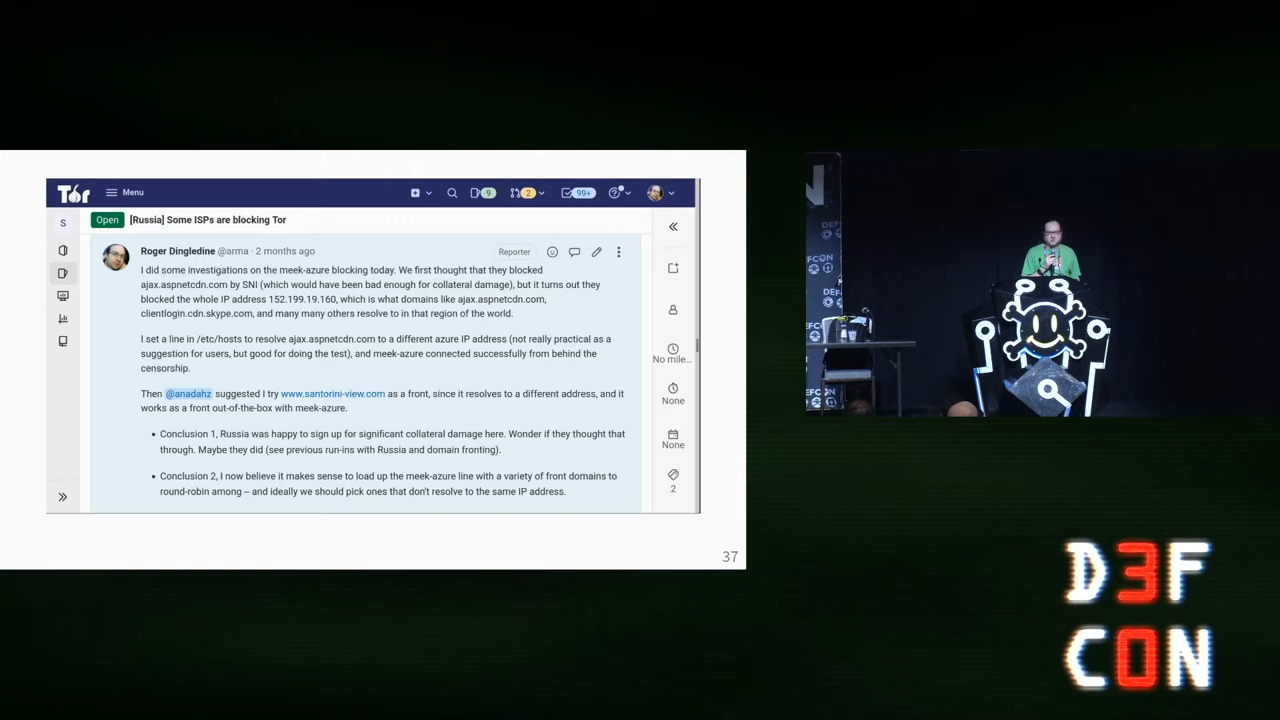 Tor
Menu
9
2
99+
S
Open
[Russia] Some ISPs are blocking Tor
Roger Dingledine @arma · 2 months ago
Reporter
I did some investigations on the meek-azure blocking today. We first thought that they blocked
ajax.aspnetcdn.com by SNI (which would have been bad enough for collateral damage), but it turns out they
blocked the whole IP address 152.199.19.160, which is what domains like ajax.aspnetcdn.com,
clientlogin.cdn.skype.com, and many many others resolve to in that region of the world.
I set a line in /etc/hosts to resolve ajax.aspnetcdn.com to a different azure IP address (not really practical as a
suggestion for users, but good for doing the test), and meek-azure connected successfully from behind the
censorship.
Then @anadahz suggested I try www.santorini-view.com as a front, since it resolves to a different address, and it
works as a front out-of-the-box with meek-azure.
• Conclusion 1, Russia was happy to sign up for significant collateral damage here. Wonder if they thought that
through. Maybe they did (see previous run-ins with Russia and domain fronting).
• Conclusion 2, I now believe it makes sense to load up the meek-azure line with a variety of front domains to
round-robin among -- and ideally we should pick ones that don't resolve to the same IP address.
No mile...
None
None
2
37
N
DEFCON
D3F
C0N